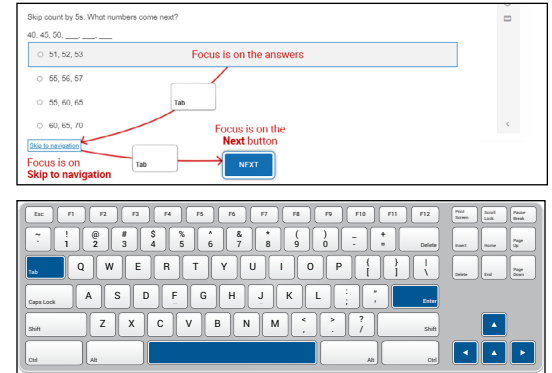 Skip count by 5s. What numbers come next?
40, 45, 50, ___, ___, ___
51, 52, 53
Focus is on the answers
55, 56, 57
55, 60, 65
Tab
60, 65, 70
Focus is on the
Next button
Skip to navigation
Focus is on
Skip to navigation
Tab
NEXT
Esc F1 F2 F3 F4 F5 F6 F7 F8 F9 F10 F11 F12 Print Screen Scroll Lock Pause Break
~ ` ! 1 @ 2 # 3 $ 4 % 5 ^ 6 & 7 * 8 ( 9 ) 0 _ - + = Delete Insert Home Page Up
Tab Q W E R T Y U I O P { [ } ] | \ Delete End Page Down
Caps Lock A S D F G H J K L : ; " ' Enter
Shift Z X C V B N M < , > . ? / Shift
Ctrl Alt Alt Ctrl